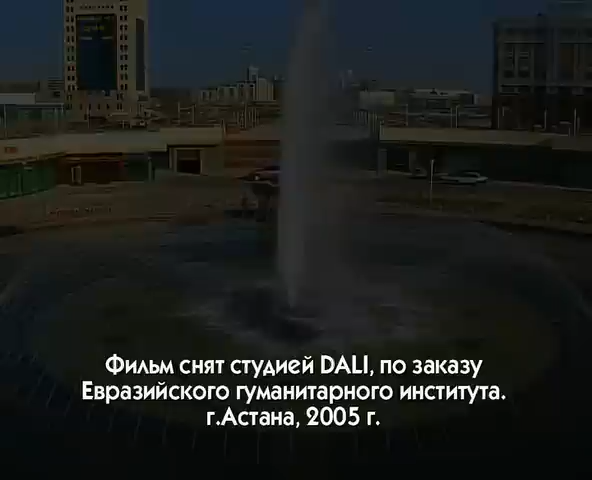 Фильм снят студией DALI, по заказу
Евразийского гуманитарного института.
г.Астана, 2005 г.